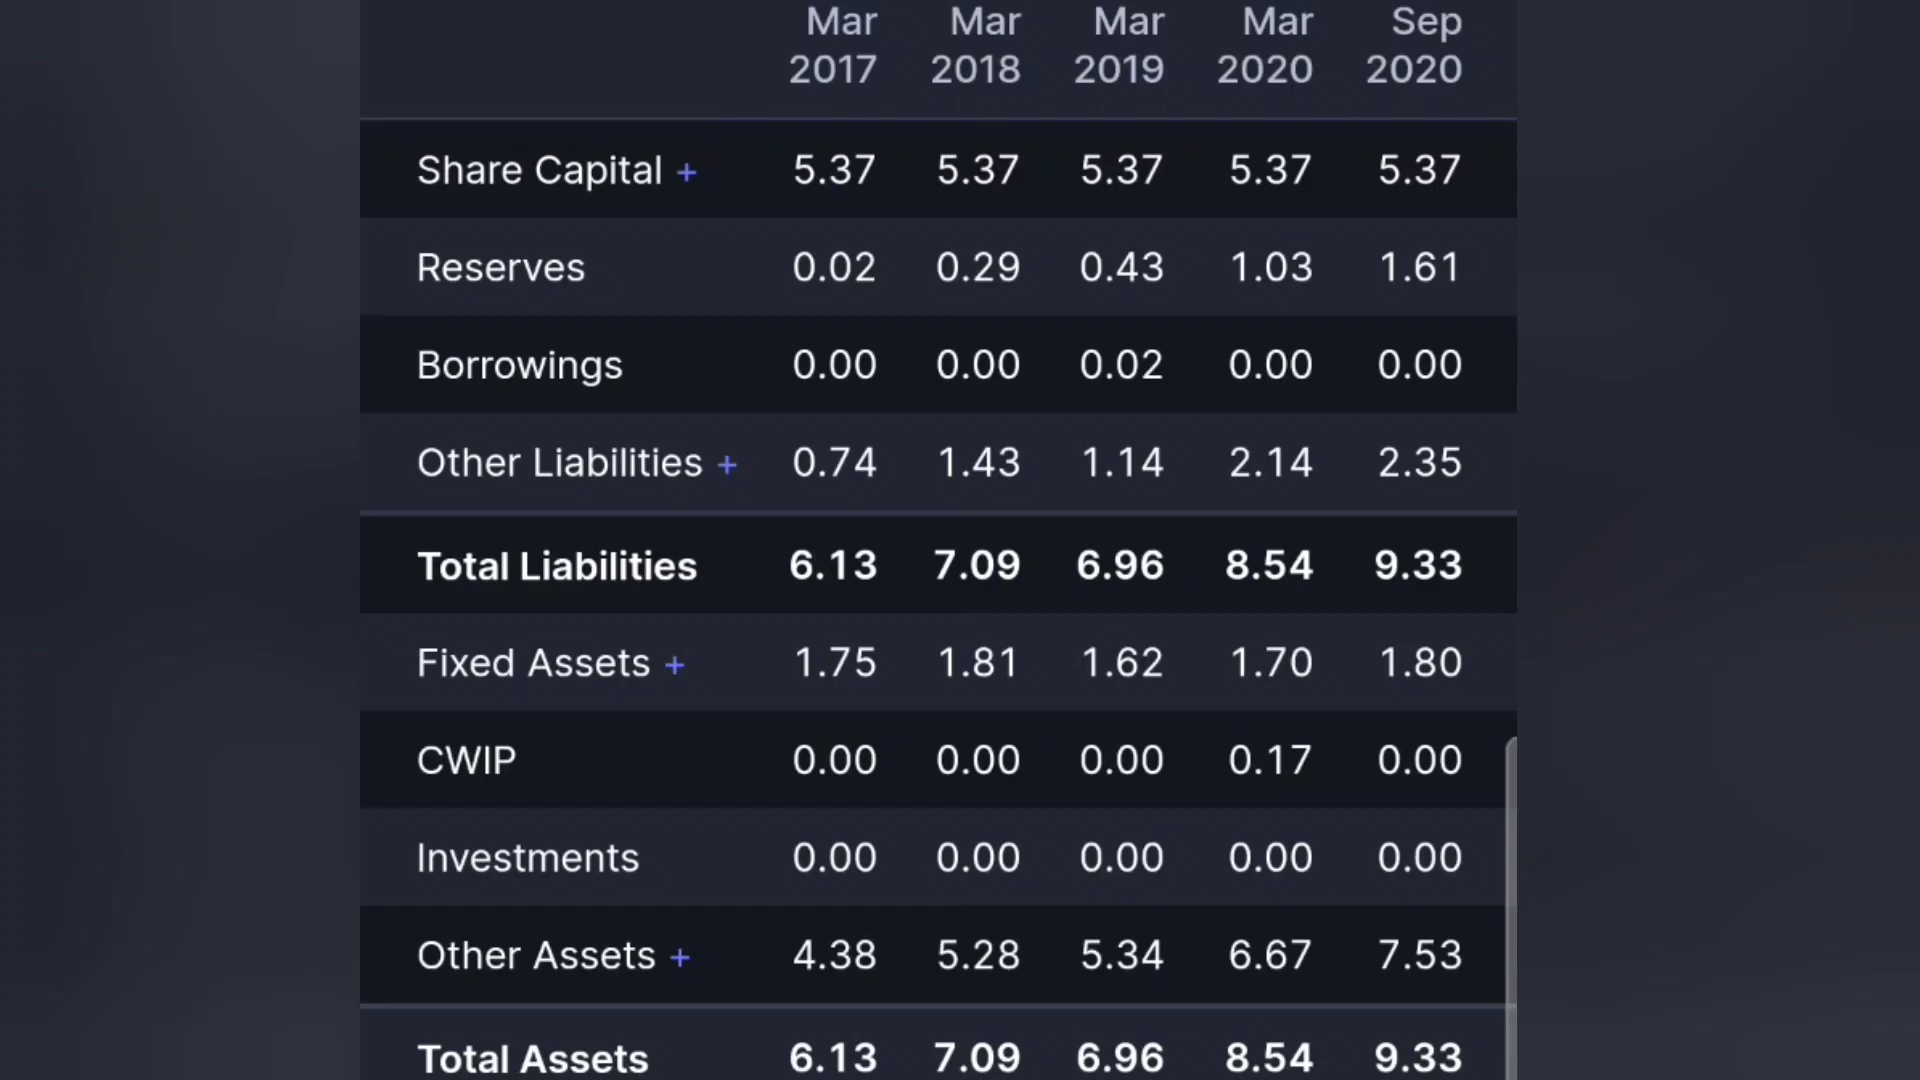 Mar Mar Mar Mar Sep
2017 2018 2019 2020 2020
Share Capital + 5.37 5.37 5.37 5.37 5.37
Reserves 0.02 0.29 0.43 1.03 1.61
Borrowings 0.00 0.00 0.02 0.00 0.00
Other Liabilities + 0.74 1.43 1.14 2.14 2.35
Total Liabilities 6.13 7.09 6.96 8.54 9.33
Fixed Assets + 1.75 1.81 1.62 1.70 1.80
CWIP 0.00 0.00 0.00 0.17 0.00
Investments 0.00 0.00 0.00 0.00 0.00
Other Assets + 4.38 5.28 5.34 6.67 7.53
Total Assets 6.13 7.09 6.96 8.54 9.33